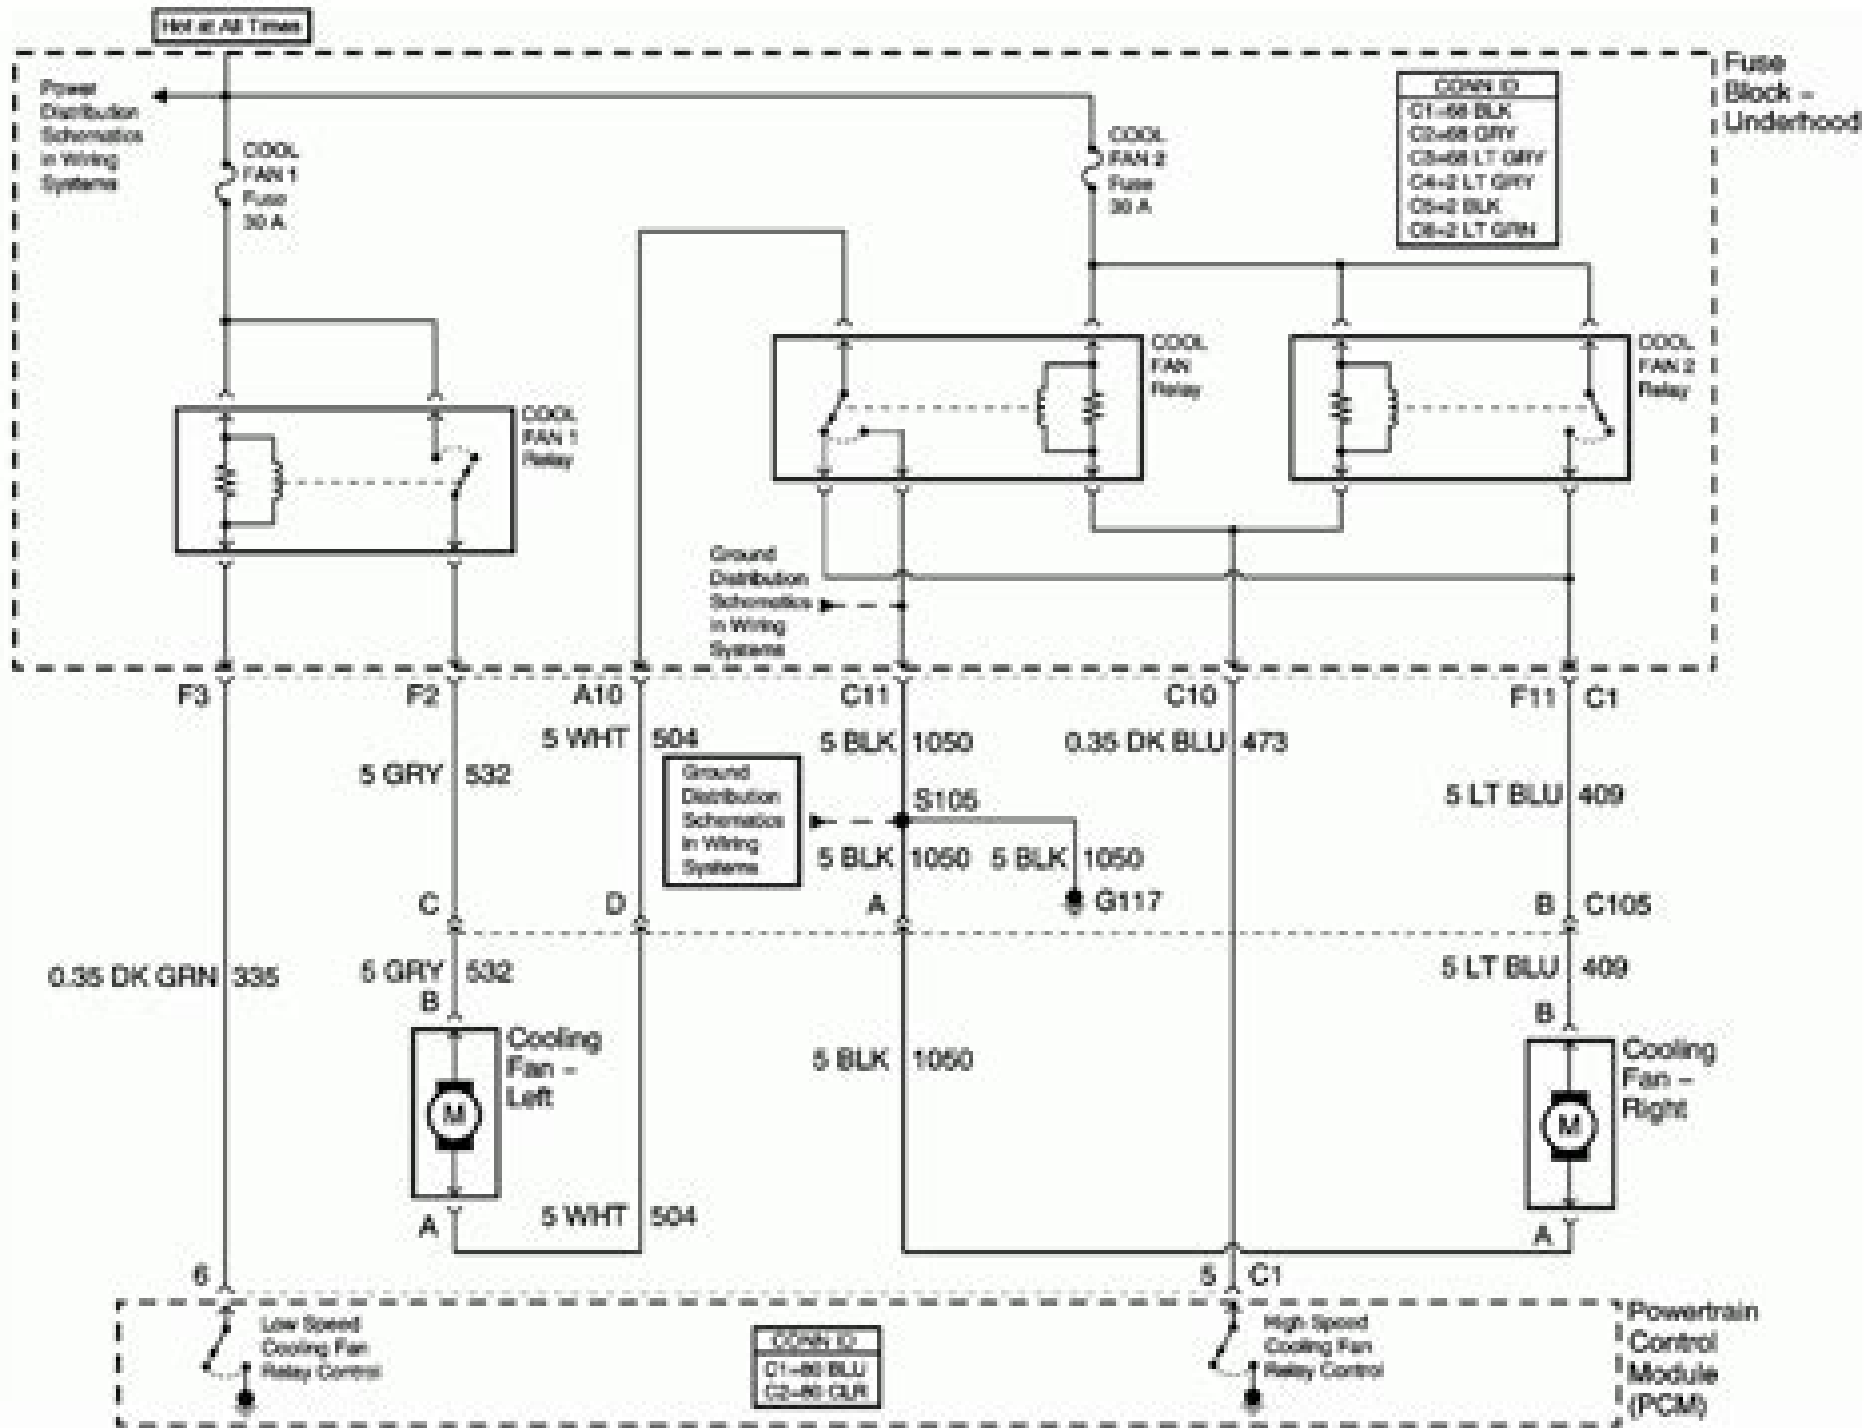 Hot at All Times
Power
Distribution
Schematics
in Wiring
Systems
COOL
FAN 1
Fuse
30 A
COOL
FAN 2
Fuse
30 A
CONN ID
C1=68 BLK
C2=68 GRY
C3=68 LT GRY
C4=2 LT GRY
C5=2 BLK
C6=2 LT GRN
Fuse
Block –
Underhood
COOL
FAN 1
Relay
COOL
FAN
Relay
COOL
FAN 2
Relay
Ground
Distribution
Schematics
in Wiring
Systems
F3
F2
A10
C11
C10
F11
C1
5 WHT 504
5 BLK 1050
0.35 DK BLU 473
5 GRY 532
5 LT BLU 409
Ground
Distribution
Schematics
in Wiring
Systems
S105
5 BLK 1050
5 BLK 1050
G117
C
D
A
B
C105
0.35 DK GRN 335
5 GRY 532
5 LT BLU 409
B
B
Cooling
Fan –
Left
M
5 BLK 1050
Cooling
Fan –
Right
M
A
5 WHT 504
A
6
5
C1
Low Speed
Cooling Fan
Relay Control
CONN ID
C1=80 BLU
C2=80 CLR
High Speed
Cooling Fan
Relay Control
Powertrain
Control
Module
(PCM)